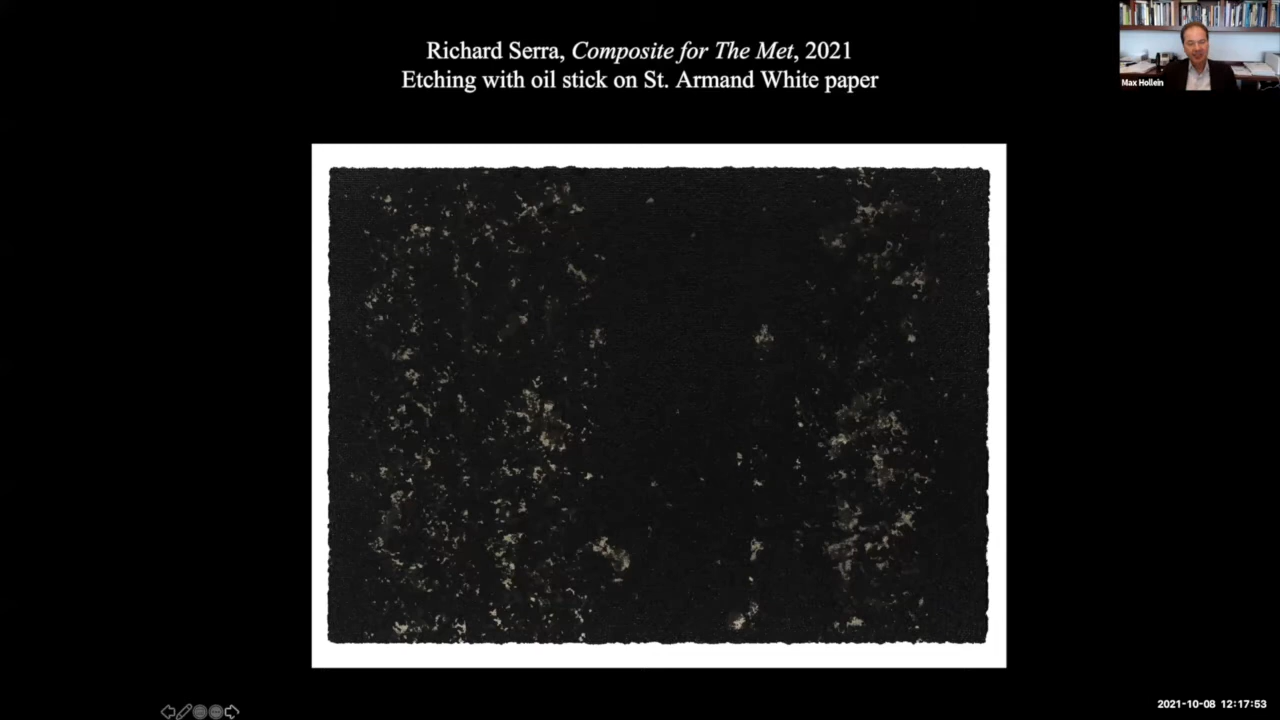 Richard Serra, Composite for The Met, 2021
Etching with oil stick on St. Armand White paper
Max Hollein
2021-10-08 12:17:53